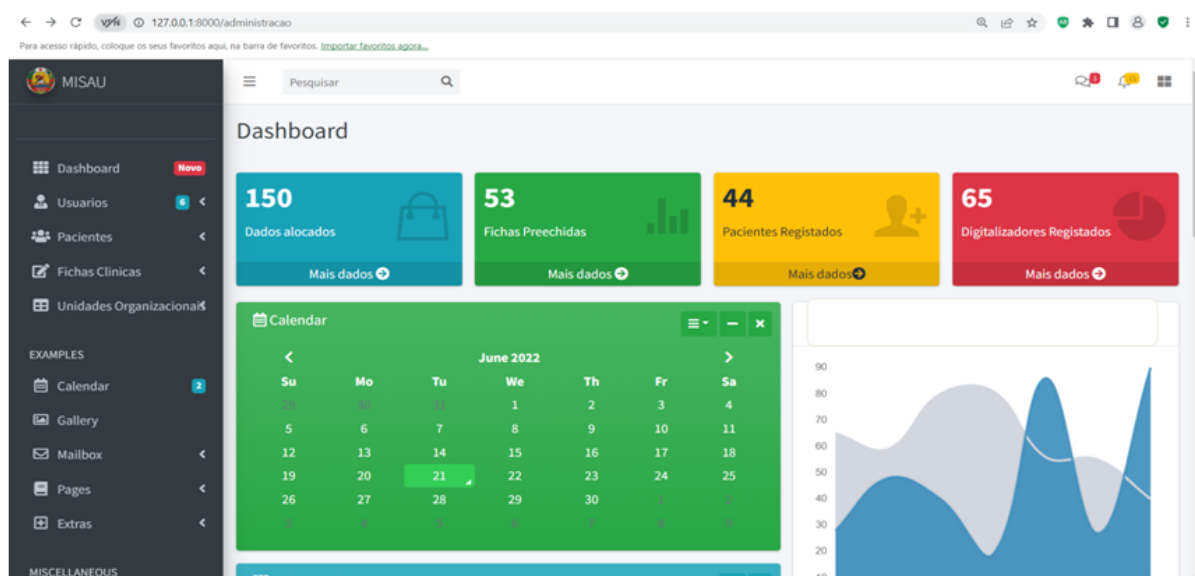 VPN 127.0.0.1:8000/administracao
Para acesso rápido, coloque os seus favoritos aqui, na barra de favoritos. Importar favoritos agora...
MISAU
Pesquisar
3
15
Dashboard
Dashboard Novo
Usuarios 6
Pacientes
Fichas Clinicas
Unidades Organizacionais
EXAMPLES
Calendar 2
Gallery
Mailbox
Pages
Extras
MISCELLANEOUS
150
Dados alocados
Mais dados
53
Fichas Preechidas
Mais dados
44
Pacientes Registados
Mais dados
65
Digitalizadores Registados
Mais dados
Calendar
June 2022
Su Mo Tu We Th Fr Sa
29 30 31 1 2 3 4
5 6 7 8 9 10 11
12 13 14 15 16 17 18
19 20 21 22 23 24 25
26 27 28 29 30 1 2
3 4 5 6 7 8 9
90
80
70
60
50
40
30
20
10